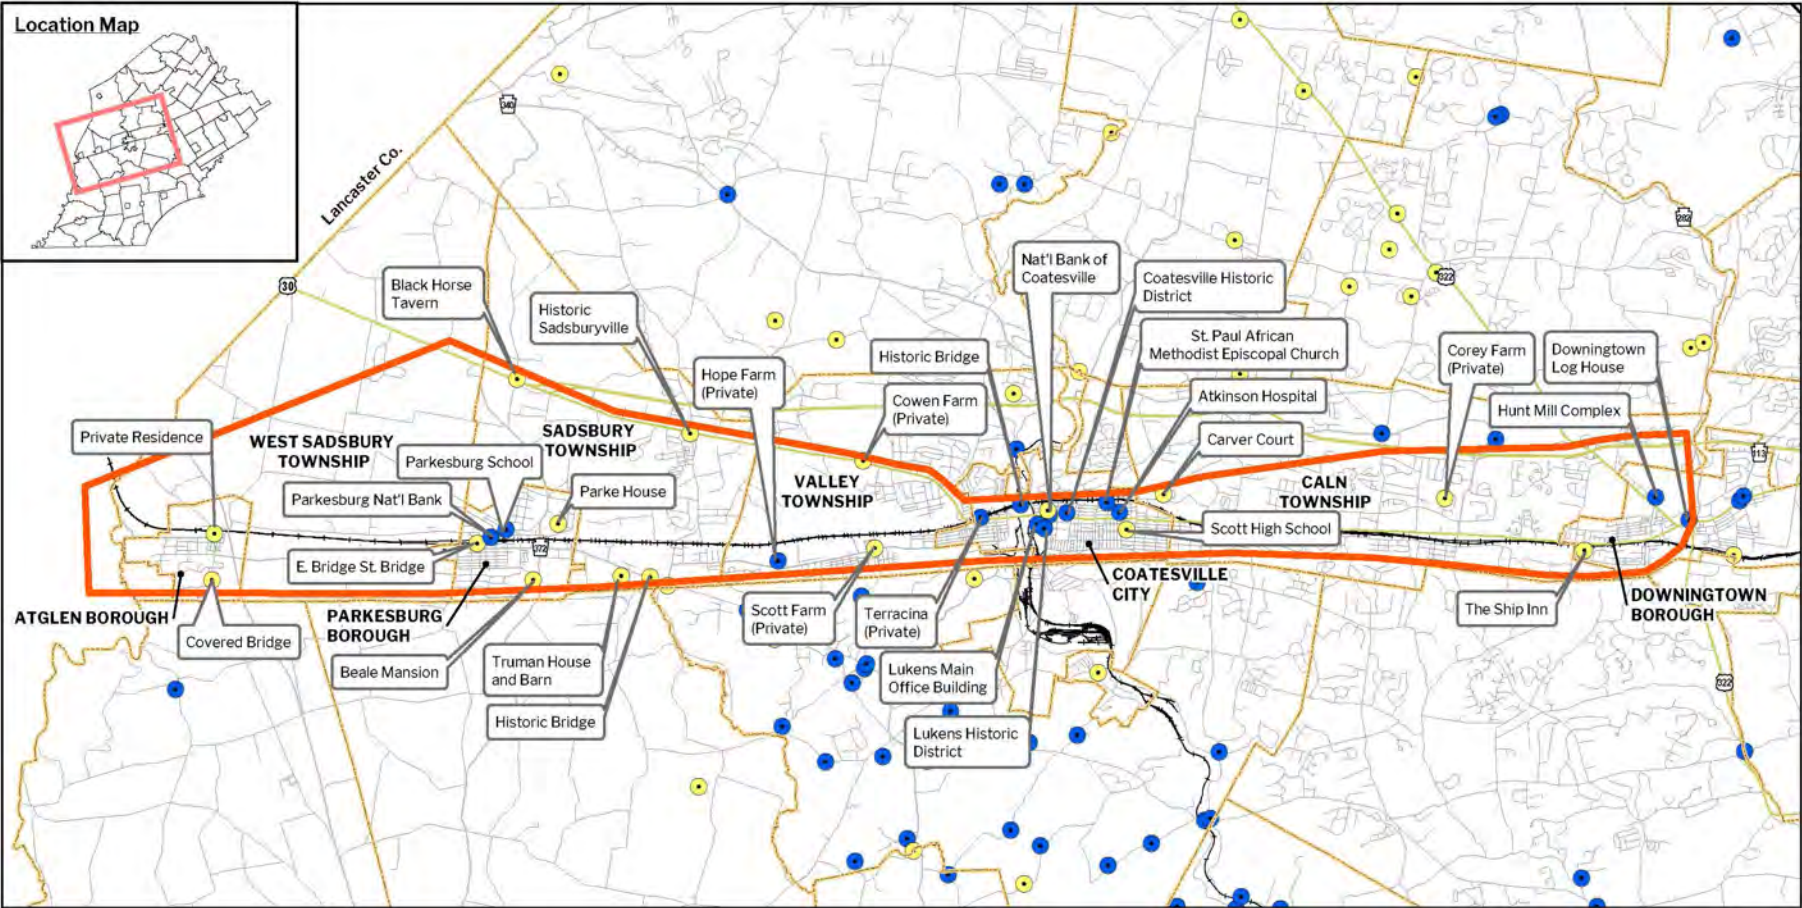 Location Map
340
Lancaster Co.
282
30
322
Black Horse
Tavern
Historic
Sadsburyville
Nat'l Bank of
Coatesville
Coatesville Historic
District
St. Paul African
Methodist Episcopal Church
Historic Bridge
Hope Farm
(Private)
Cowen Farm
(Private)
Atkinson Hospital
Carver Court
Corey Farm
(Private)
Downingtown
Log House
Hunt Mill Complex
113
Private Residence
WEST SADSBURY
TOWNSHIP
SADSBURY
TOWNSHIP
Parkesburg School
Parkesburg Nat'l Bank
Parke House
VALLEY
TOWNSHIP
CALN
TOWNSHIP
Scott High School
372
E. Bridge St. Bridge
ATGLEN BOROUGH
Covered Bridge
PARKESBURG
BOROUGH
Beale Mansion
Truman House
and Barn
Historic Bridge
Scott Farm
(Private)
Terracina
(Private)
Lukens Main
Office Building
Lukens Historic
District
COATESVILLE
CITY
The Ship Inn
DOWNINGTOWN
BOROUGH
322